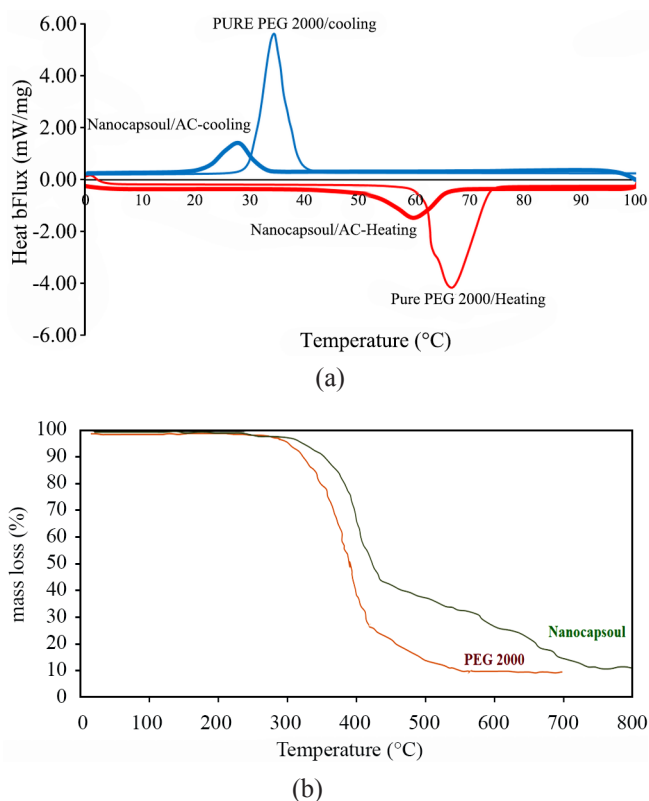 6.00
PURE PEG 2000/cooling
4.00
Nanocapsoul/AC-cooling
2.00
0.00
0 10 20 30 40 50 60 70 80 90 100
Nanocapsoul/AC-Heating
-2.00
-4.00
Pure PEG 2000/Heating
-6.00
Heat bFlux (mW/mg)
Temperature (°C)
(a)
100
90
80
70
60
50
40
30
20
10
0
mass loss (%)
Nanocapsoul
PEG 2000
0 100 200 300 400 500 600 700 800
Temperature (°C)
(b)